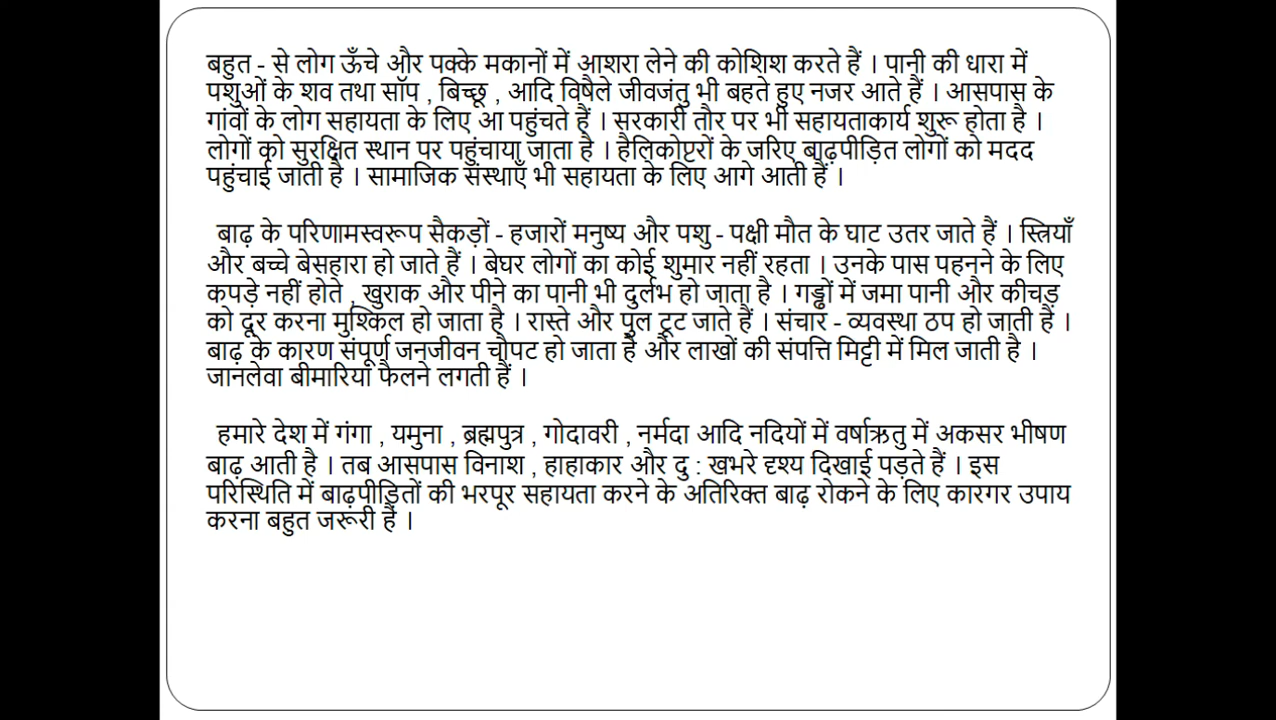 बहुत - से लोग ऊँचे और पक्के मकानों में आशरा लेने की कोशिश करते हैं । पानी की धारा में
पशुओं के शव तथा सॉप , बिच्छू , आदि विषैले जीवजंतु भी बहते हुए नजर आते हैं । आसपास के
गांवों के लोग सहायता के लिए आ पहुंचते हैं । सरकारी तौर पर भी सहायताकार्य शुरू होता है ।
लोगों को सुरक्षित स्थान पर पहुंचाया जाता है । हैलिकोप्टरों के जरिए बाढ़पीड़ित लोगों को मदद
पहुंचाई जाती है । सामाजिक संस्थाएँ भी सहायता के लिए आगे आती हैं ।
बाढ़ के परिणामस्वरूप सैकड़ों - हजारों मनुष्य और पशु - पक्षी मौत के घाट उतर जाते हैं । स्त्रियाँ
और बच्चे बेसहारा हो जाते हैं । बेघर लोगों का कोई शुमार नहीं रहता । उनके पास पहनने के लिए
कपड़े नहीं होते , खुराक और पीने का पानी भी दुर्लभ हो जाता है । गड्ढों में जमा पानी और कीचड़
को दूर करना मुश्किल हो जाता है । रास्ते और पुल टूट जाते हैं । संचार - व्यवस्था ठप हो जाती हैं ।
बाढ़ के कारण संपूर्ण जनजीवन चौपट हो जाता है और लाखों की संपत्ति मिट्टी में मिल जाती है ।
जानलेवा बीमारियां फैलने लगती हैं ।
हमारे देश में गंगा , यमुना , ब्रह्मपुत्र , गोदावरी , नर्मदा आदि नदियों में वर्षाऋतु में अकसर भीषण
बाढ़ आती है । तब आसपास विनाश , हाहाकार और दु : खभरे दृश्य दिखाई पड़ते हैं । इस
परिस्थिति में बाढ़पीड़ितों की भरपूर सहायता करने के अतिरिक्त बाढ़ रोकने के लिए कारगर उपाय
करना बहुत जरूरी हैं ।